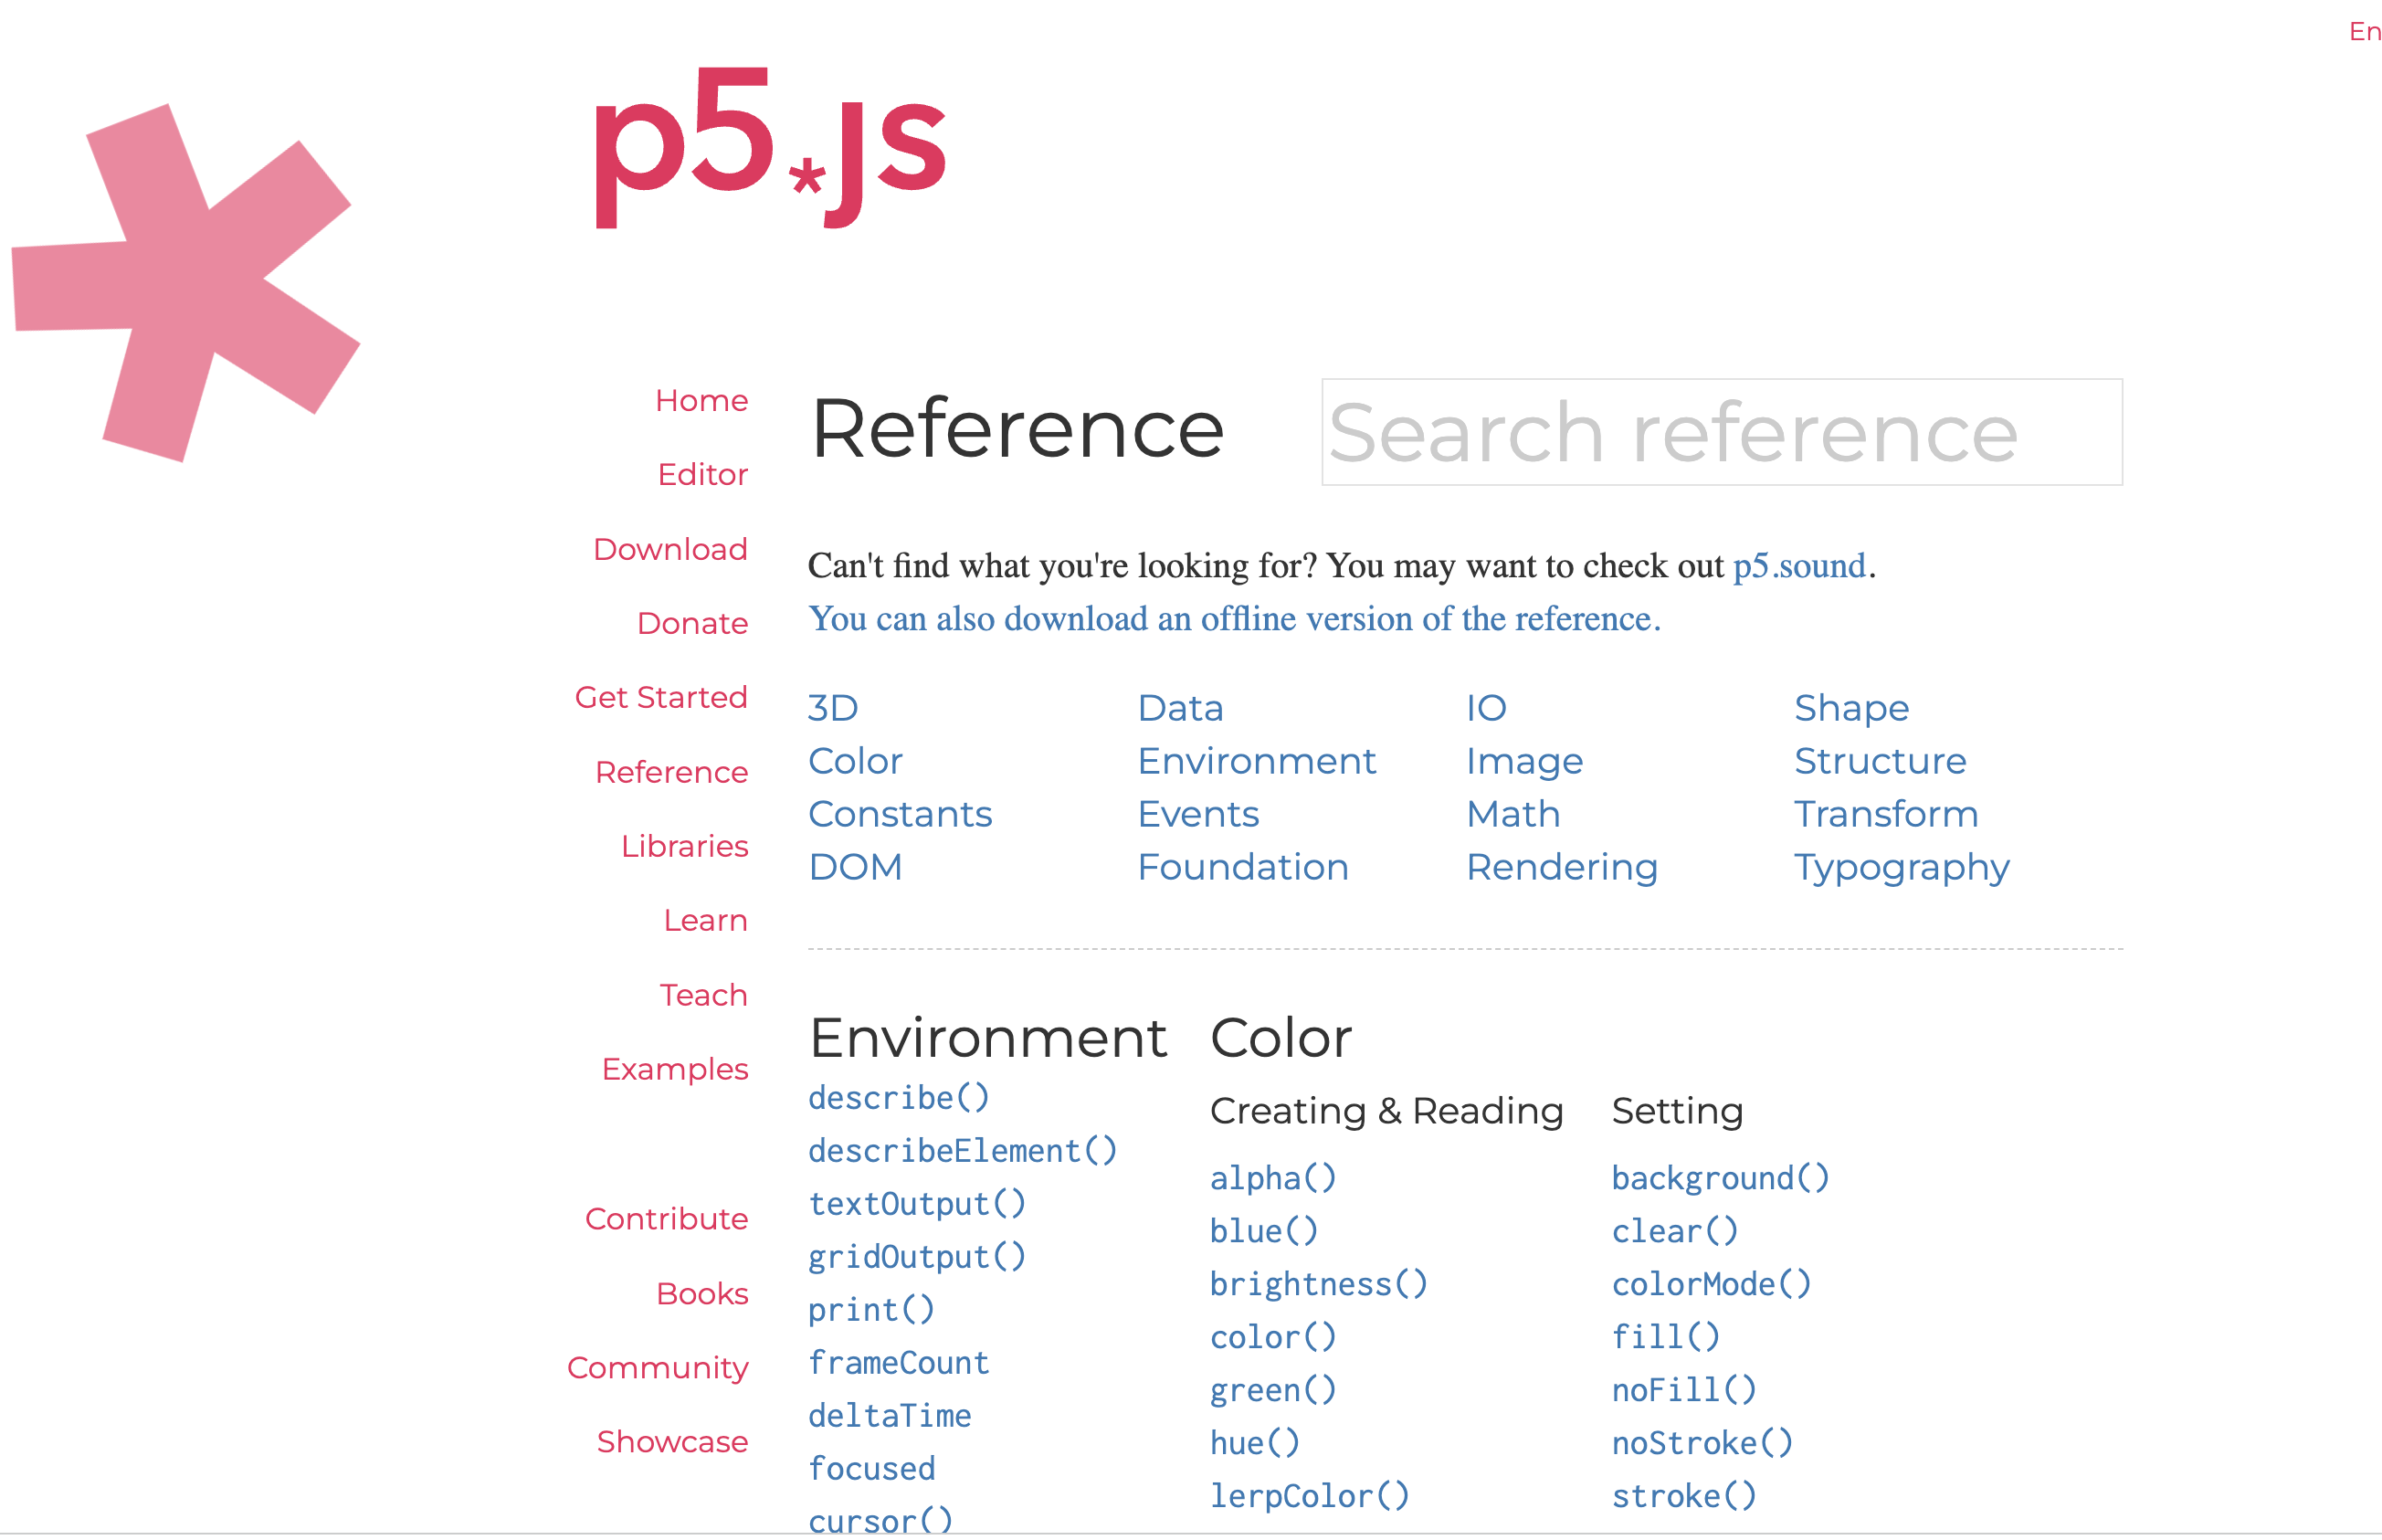 En
p5.js
Home
Editor
Download
Donate
Get Started
Reference
Libraries
Learn
Teach
Examples
Contribute
Books
Community
Showcase
Reference
Search reference
Can't find what you're looking for? You may want to check out p5.sound.
You can also download an offline version of the reference.
3D
Color
Constants
DOM
Data
Environment
Events
Foundation
IO
Image
Math
Rendering
Shape
Structure
Transform
Typography
Environment
describe()
describeElement()
textOutput()
gridOutput()
print()
frameCount
deltaTime
focused
cursor()
Color
Creating & Reading
alpha()
blue()
brightness()
color()
green()
hue()
lerpColor()
Setting
background()
clear()
colorMode()
fill()
noFill()
noStroke()
stroke()